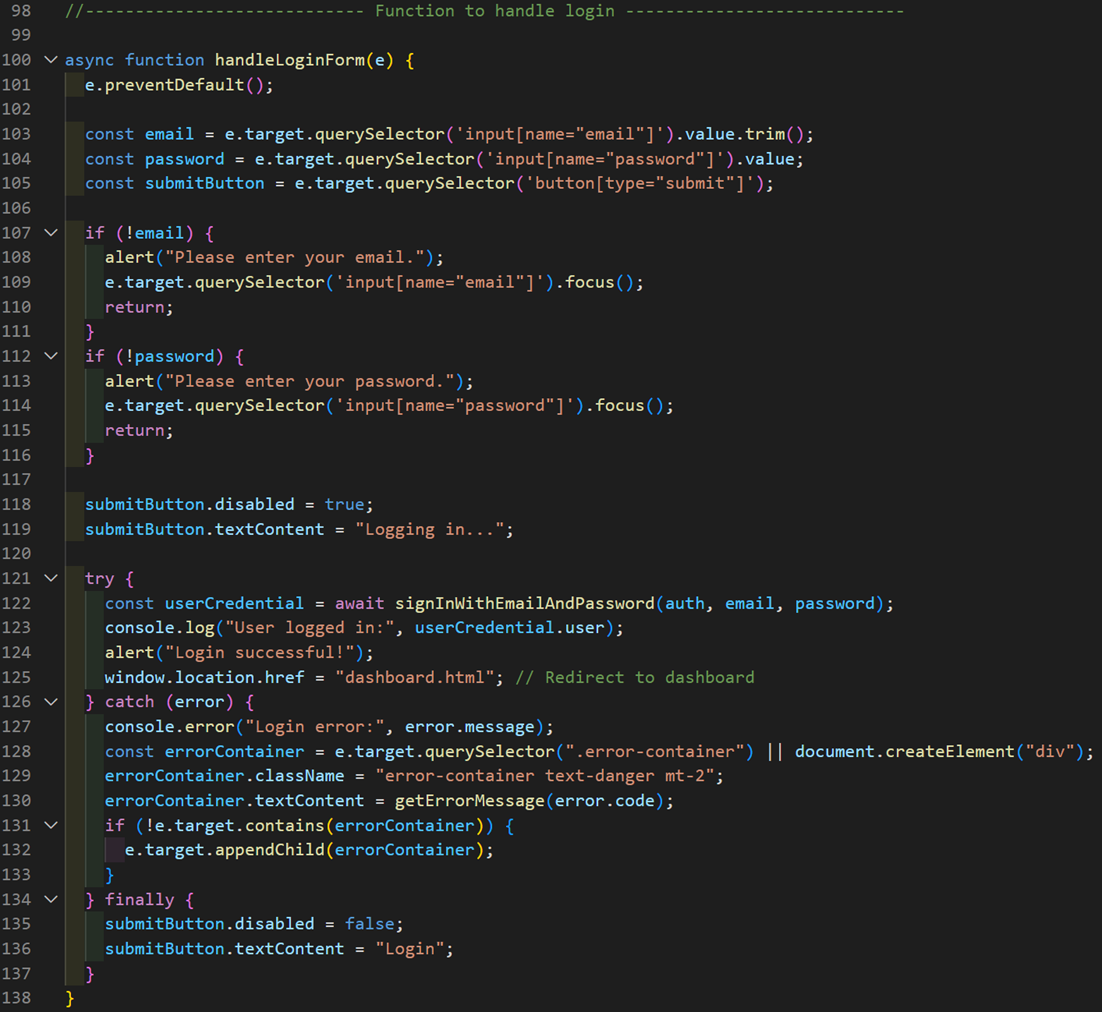 98 //---------------------------- Function to handle login ----------------------------
99
100 async function handleLoginForm(e) {
101   e.preventDefault();
102
103   const email = e.target.querySelector('input[name="email"]').value.trim();
104   const password = e.target.querySelector('input[name="password"]').value;
105   const submitButton = e.target.querySelector('button[type="submit"]');
106
107   if (!email) {
108     alert("Please enter your email.");
109     e.target.querySelector('input[name="email"]').focus();
110     return;
111   }
112   if (!password) {
113     alert("Please enter your password.");
114     e.target.querySelector('input[name="password"]').focus();
115     return;
116   }
117
118   submitButton.disabled = true;
119   submitButton.textContent = "Logging in...";
120
121   try {
122     const userCredential = await signInWithEmailAndPassword(auth, email, password);
123     console.log("User logged in:", userCredential.user);
124     alert("Login successful!");
125     window.location.href = "dashboard.html"; // Redirect to dashboard
126   } catch (error) {
127     console.error("Login error:", error.message);
128     const errorContainer = e.target.querySelector(".error-container") || document.createElement("div");
129     errorContainer.className = "error-container text-danger mt-2";
130     errorContainer.textContent = getErrorMessage(error.code);
131     if (!e.target.contains(errorContainer)) {
132       e.target.appendChild(errorContainer);
133     }
134   } finally {
135     submitButton.disabled = false;
136     submitButton.textContent = "Login";
137   }
138 }